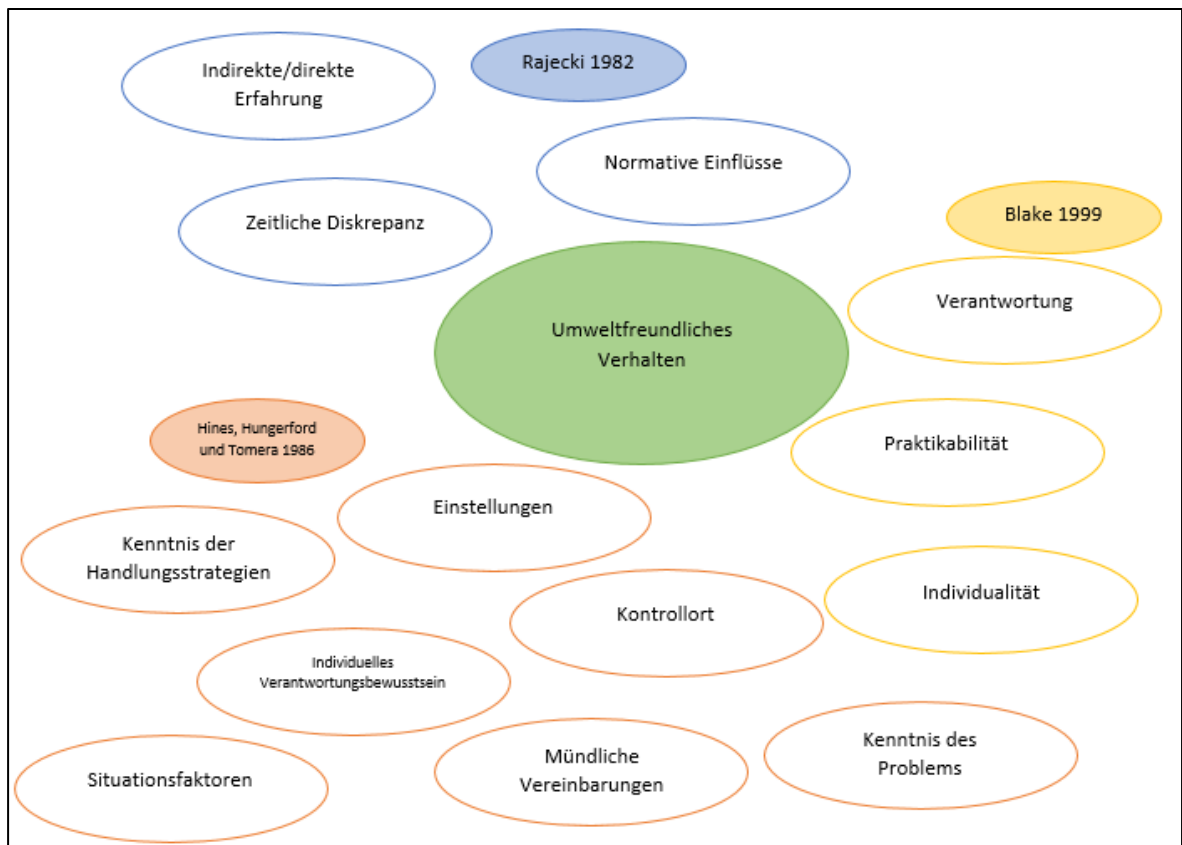 Indirekte/direkte
Erfahrung
Rajecki 1982
Normative Einflüsse
Zeitliche Diskrepanz
Blake 1999
Verantwortung
Umweltfreundliches
Verhalten
Hines, Hungerford
und Tomera 1986
Praktikabilität
Einstellungen
Kenntnis der
Handlungsstrategien
Kontrollort
Individualität
Individuelles
Verantwortungsbewusstsein
Situationsfaktoren
Mündliche
Vereinbarungen
Kenntnis des
Problems